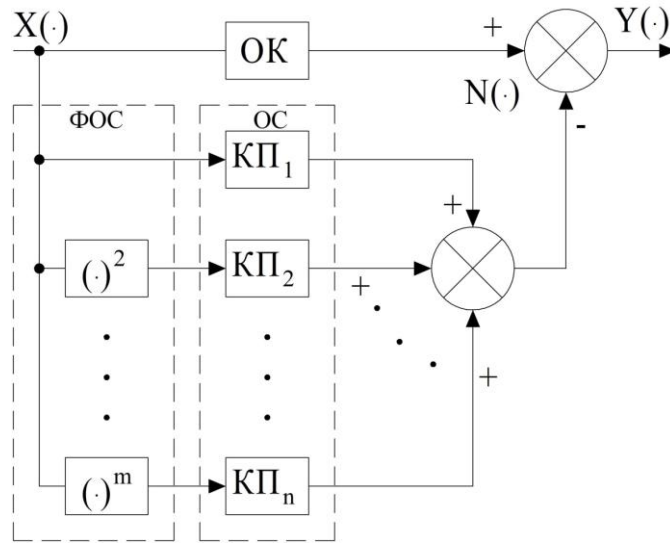 X(·)
ОК
+
Y(·)
N(·)
-
ФОС
ОС
КП₁
+
(·)²
КП₂
+
+
(·)ᵐ
КПₙ